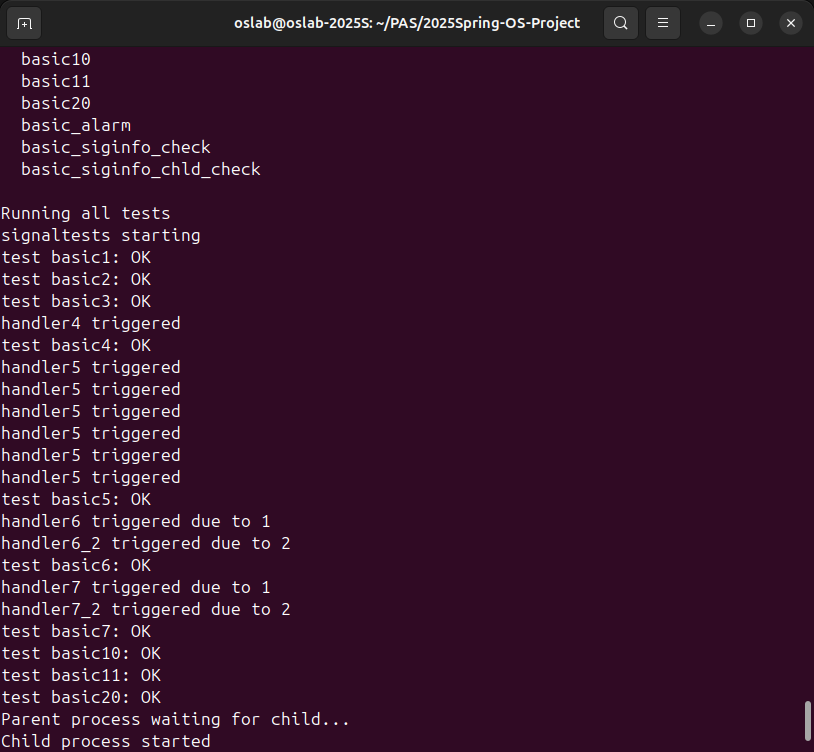 oslab@oslab-2025S: ~/PAS/2025Spring-OS-Project
basic10
basic11
basic20
basic_alarm
basic_siginfo_check
basic_siginfo_chld_check
Running all tests
signaltests starting
test basic1: OK
test basic2: OK
test basic3: OK
handler4 triggered
test basic4: OK
handler5 triggered
handler5 triggered
handler5 triggered
handler5 triggered
handler5 triggered
handler5 triggered
test basic5: OK
handler6 triggered due to 1
handler6_2 triggered due to 2
test basic6: OK
handler7 triggered due to 1
handler7_2 triggered due to 2
test basic7: OK
test basic10: OK
test basic11: OK
test basic20: OK
Parent process waiting for child...
Child process started